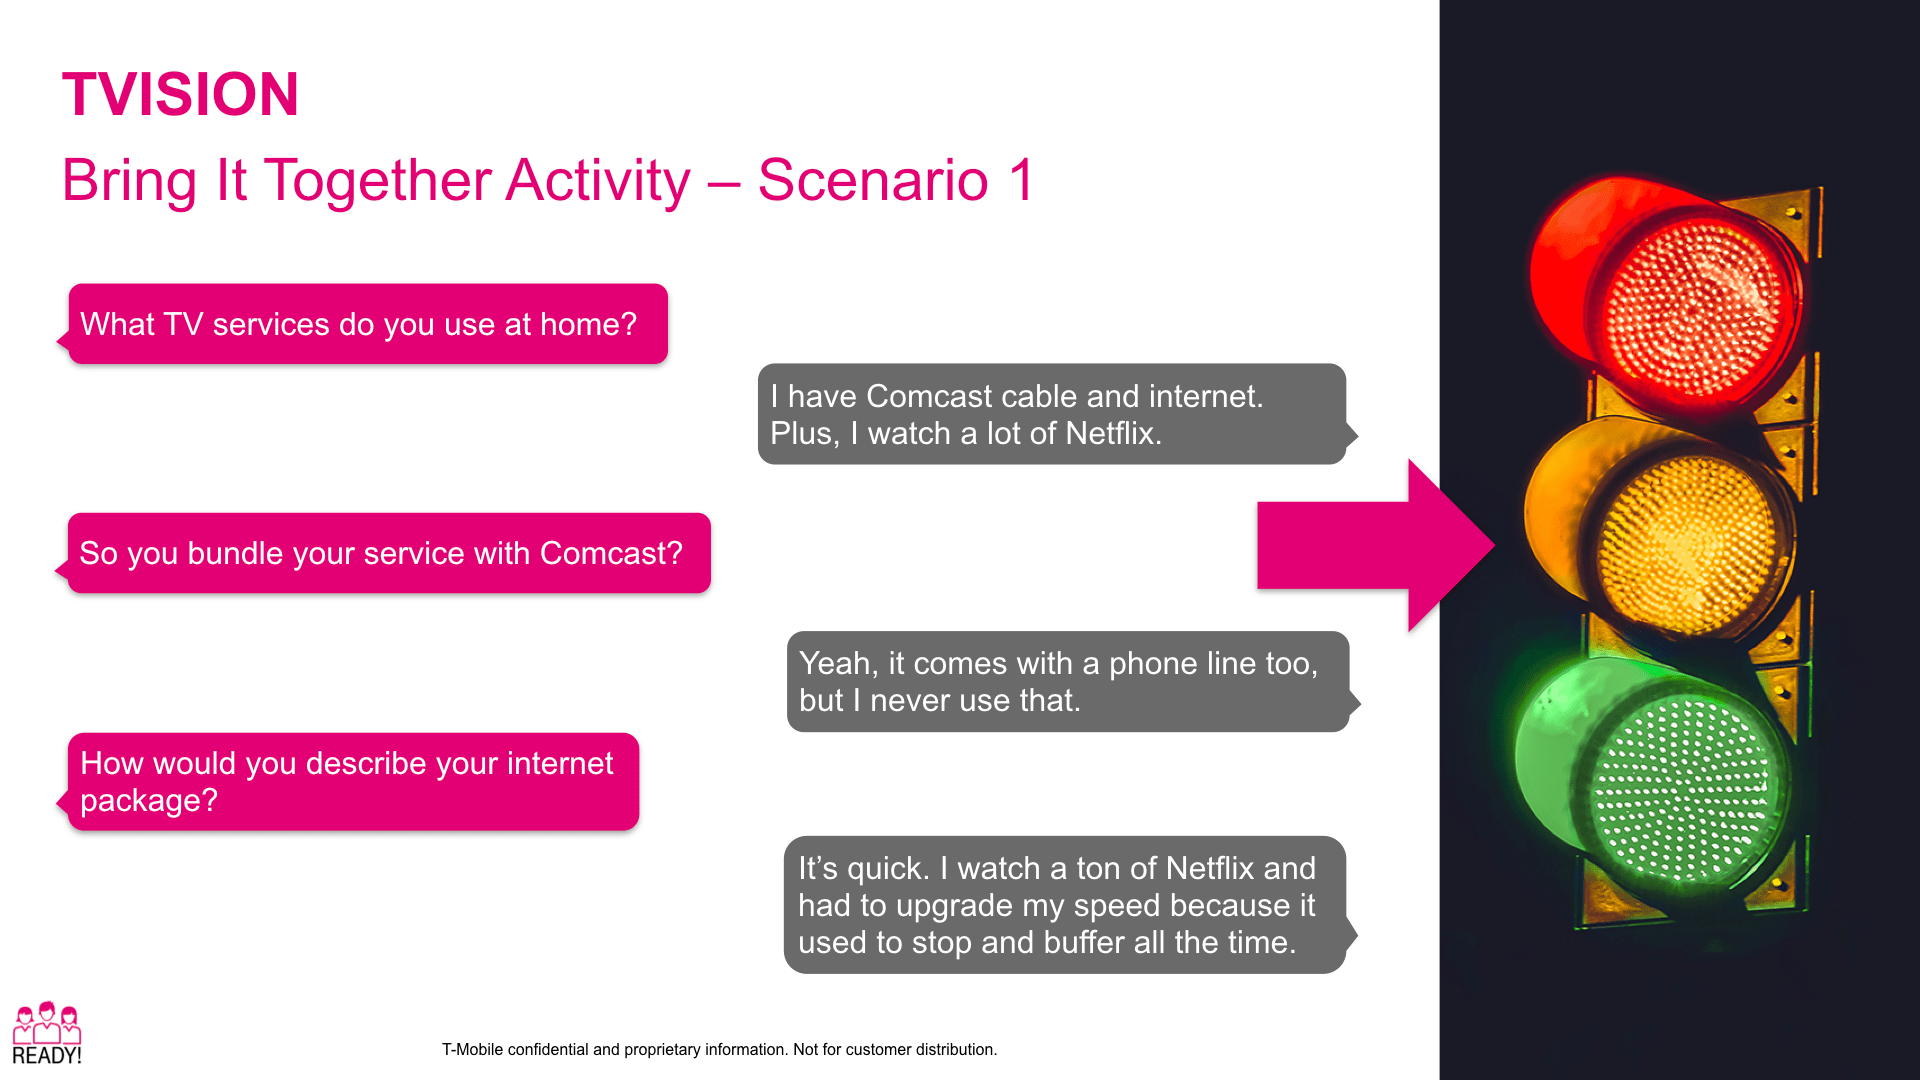 TVISION
Bring It Together Activity – Scenario 1
What TV services do you use at home?
I have Comcast cable and internet.
Plus, I watch a lot of Netflix.
So you bundle your service with Comcast?
Yeah, it comes with a phone line too,
but I never use that.
How would you describe your internet
package?
It’s quick. I watch a ton of Netflix and
had to upgrade my speed because it
used to stop and buffer all the time.
READY!
T-Mobile confidential and proprietary information. Not for customer distribution.